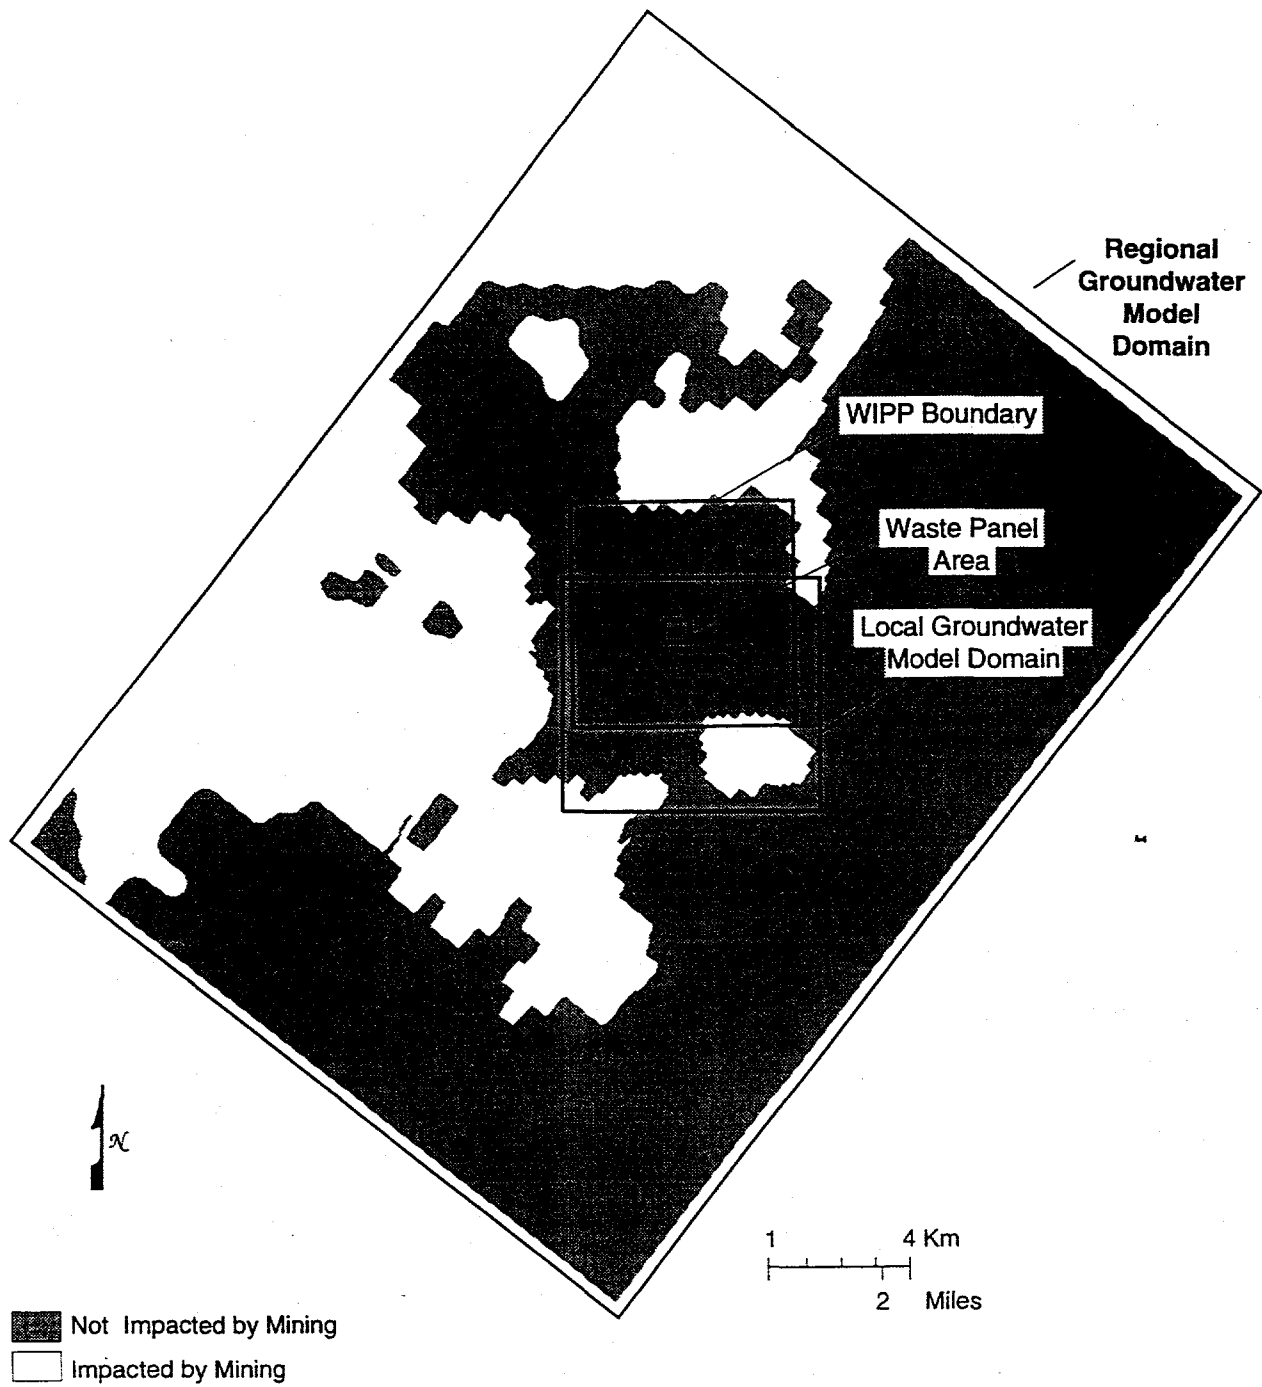 Regional
Groundwater
Model
Domain
WIPP Boundary
Waste Panel
Area
Local Groundwater
Model Domain
N
1 4 Km
2 Miles
Not Impacted by Mining
Impacted by Mining